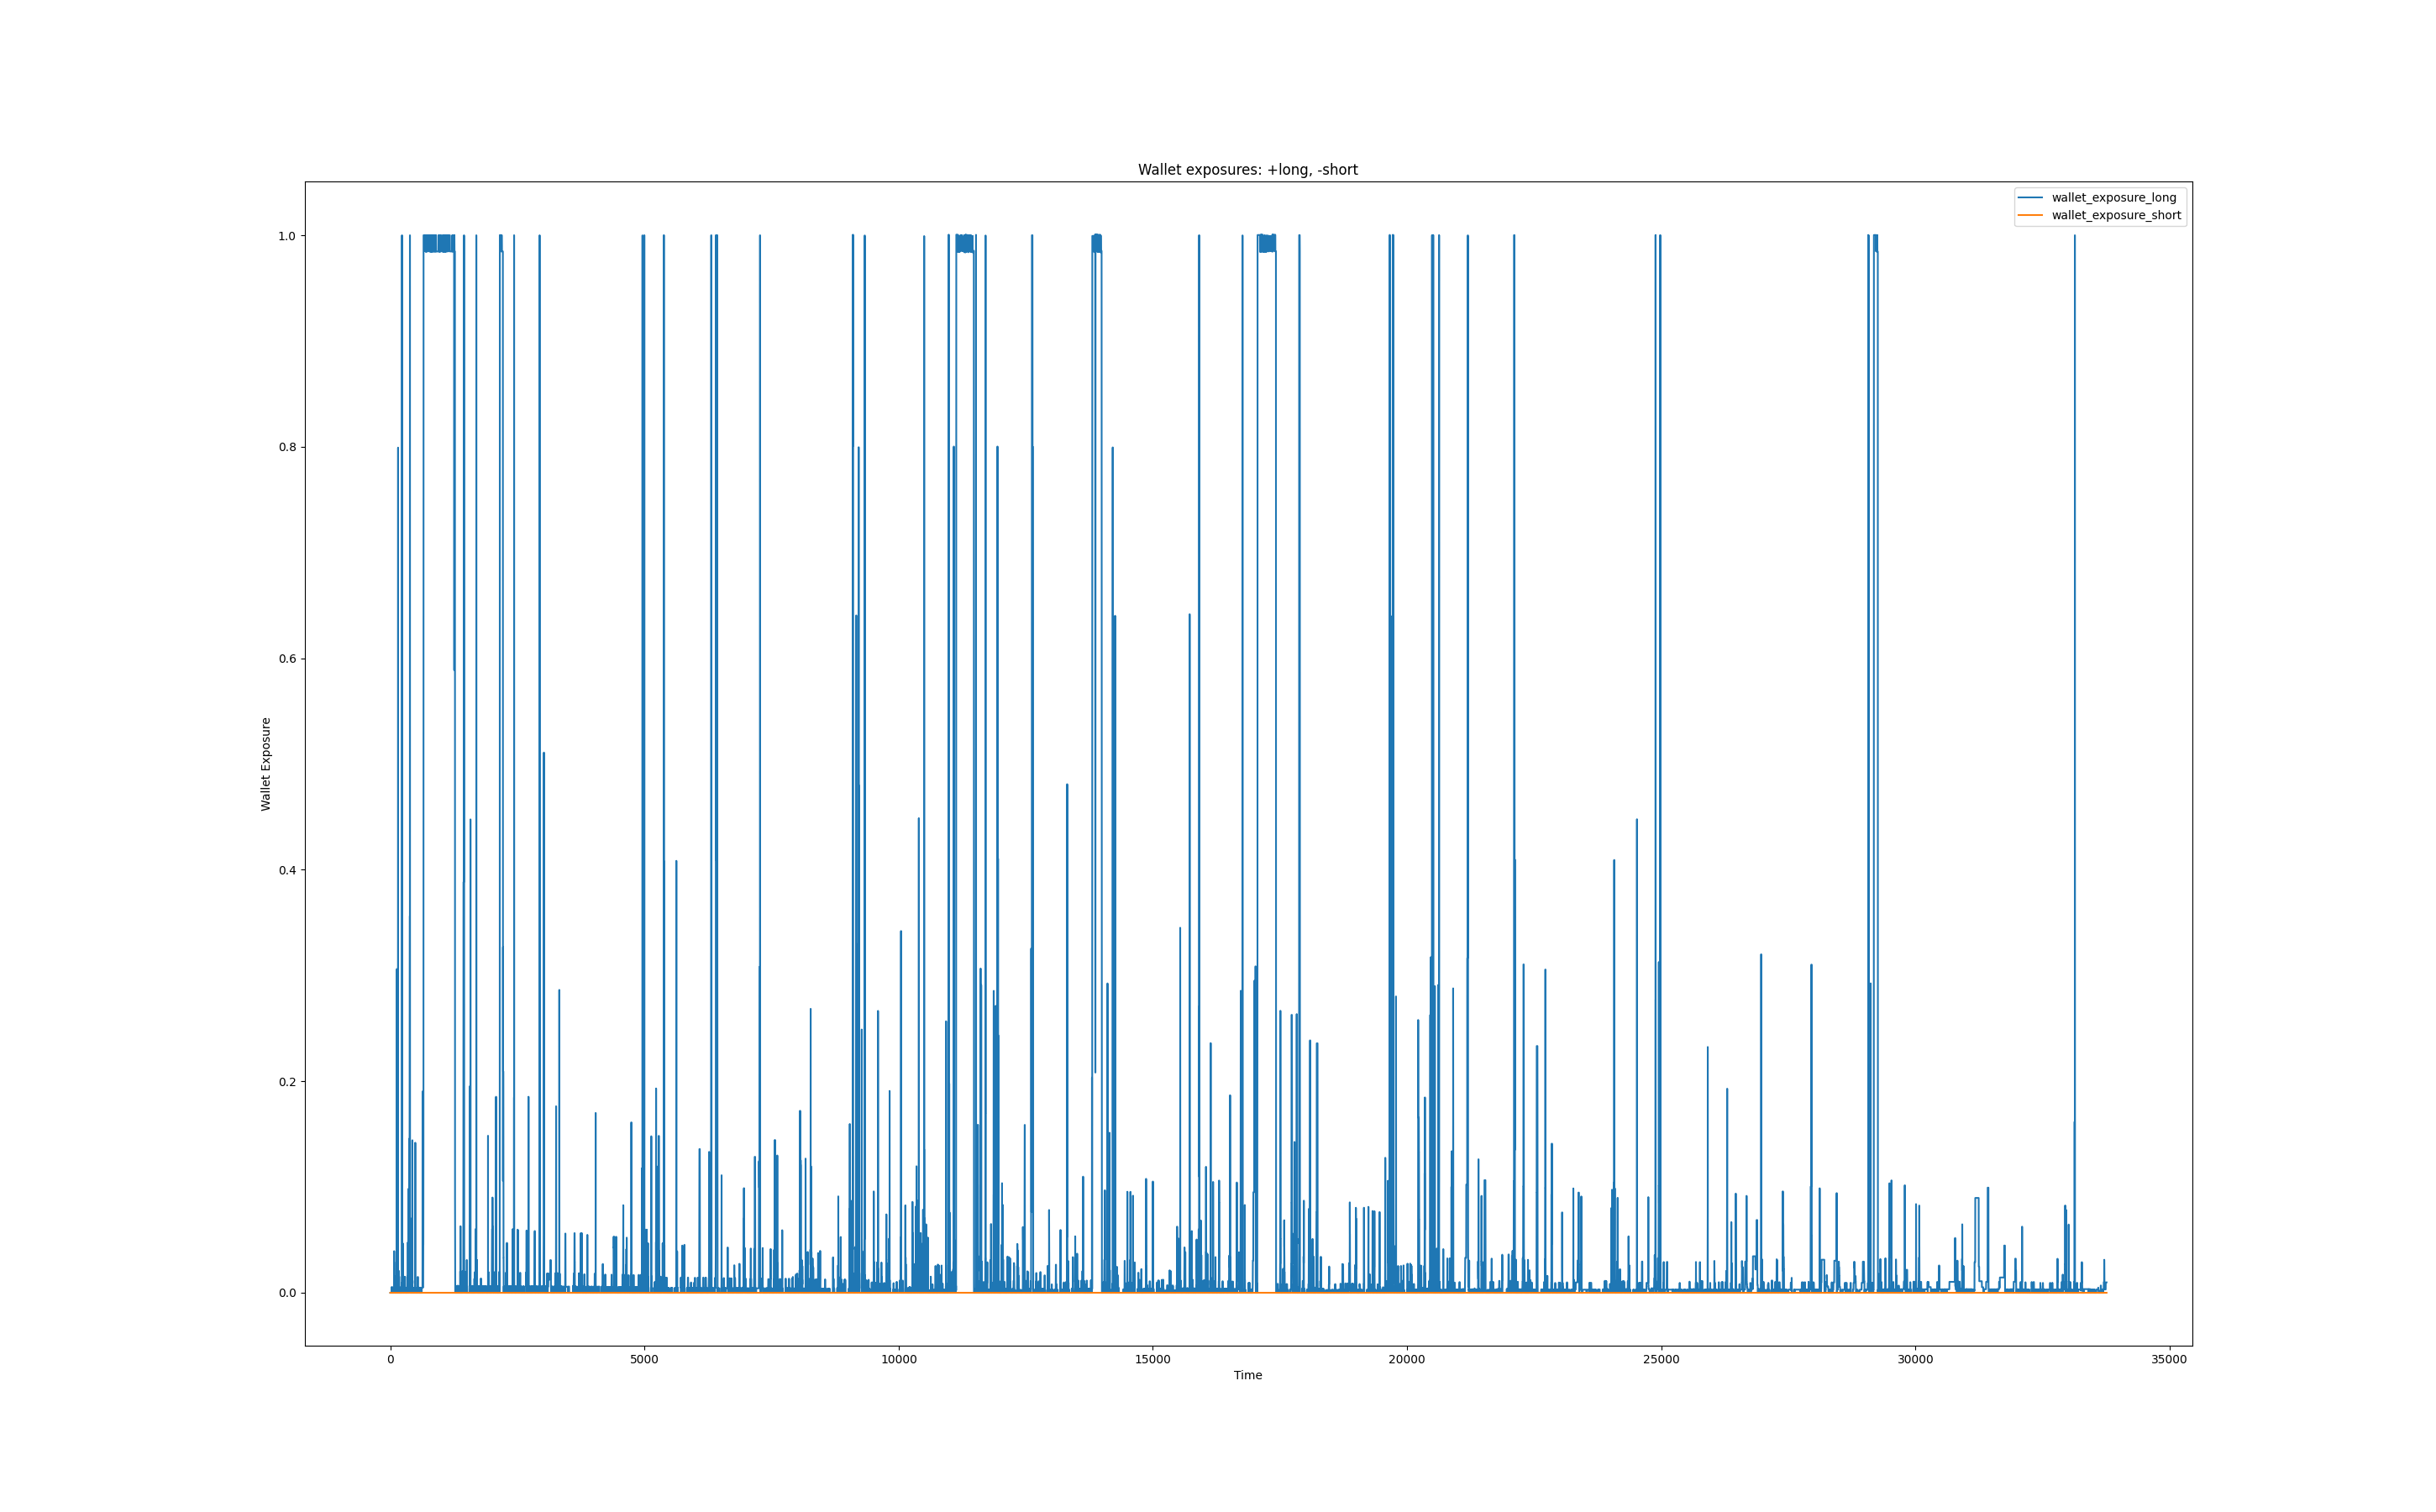 Wallet exposures: +long, -short
wallet_exposure_long
wallet_exposure_short
1.0
0.8
0.6
0.4
0.2
0.0
Wallet Exposure
0 5000 10000 15000 20000 25000 30000 35000
Time